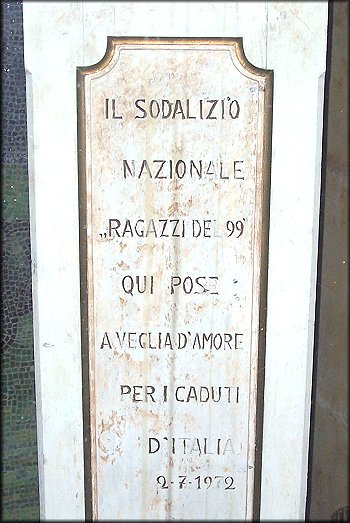 IL SODALIZIO
NAZIONALE
„RAGAZZI DEL 99"
QUI POSE
A VEGLIA D'AMORE
PER I CADUTI
D'ITALIA
2-7-1972